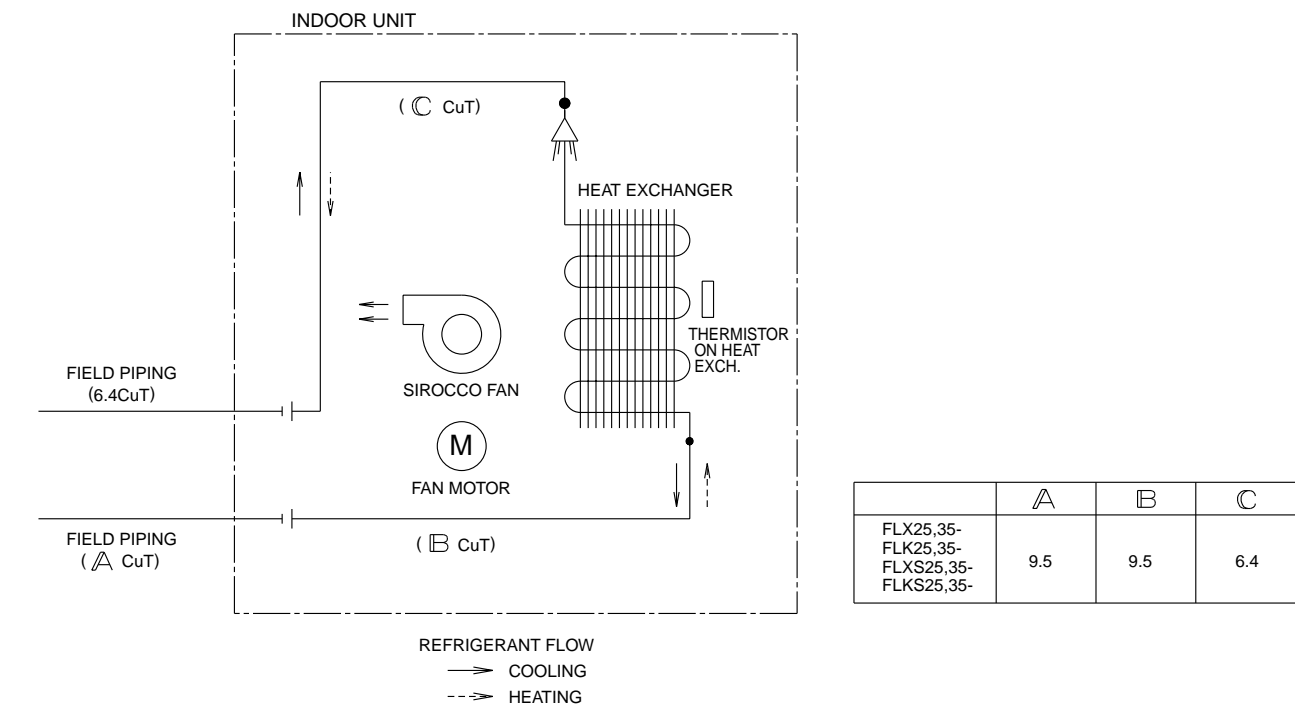 INDOOR UNIT
( C CuT)
HEAT EXCHANGER
THERMISTOR
ON HEAT
EXCH.
SIROCCO FAN
FIELD PIPING
(6.4CuT)
M
FAN MOTOR
FIELD PIPING
( A CuT)
( B CuT)
A B C
FLX25,35-
FLK25,35-
FLXS25,35-
FLKS25,35-
9.5 9.5 6.4
REFRIGERANT FLOW
COOLING
HEATING